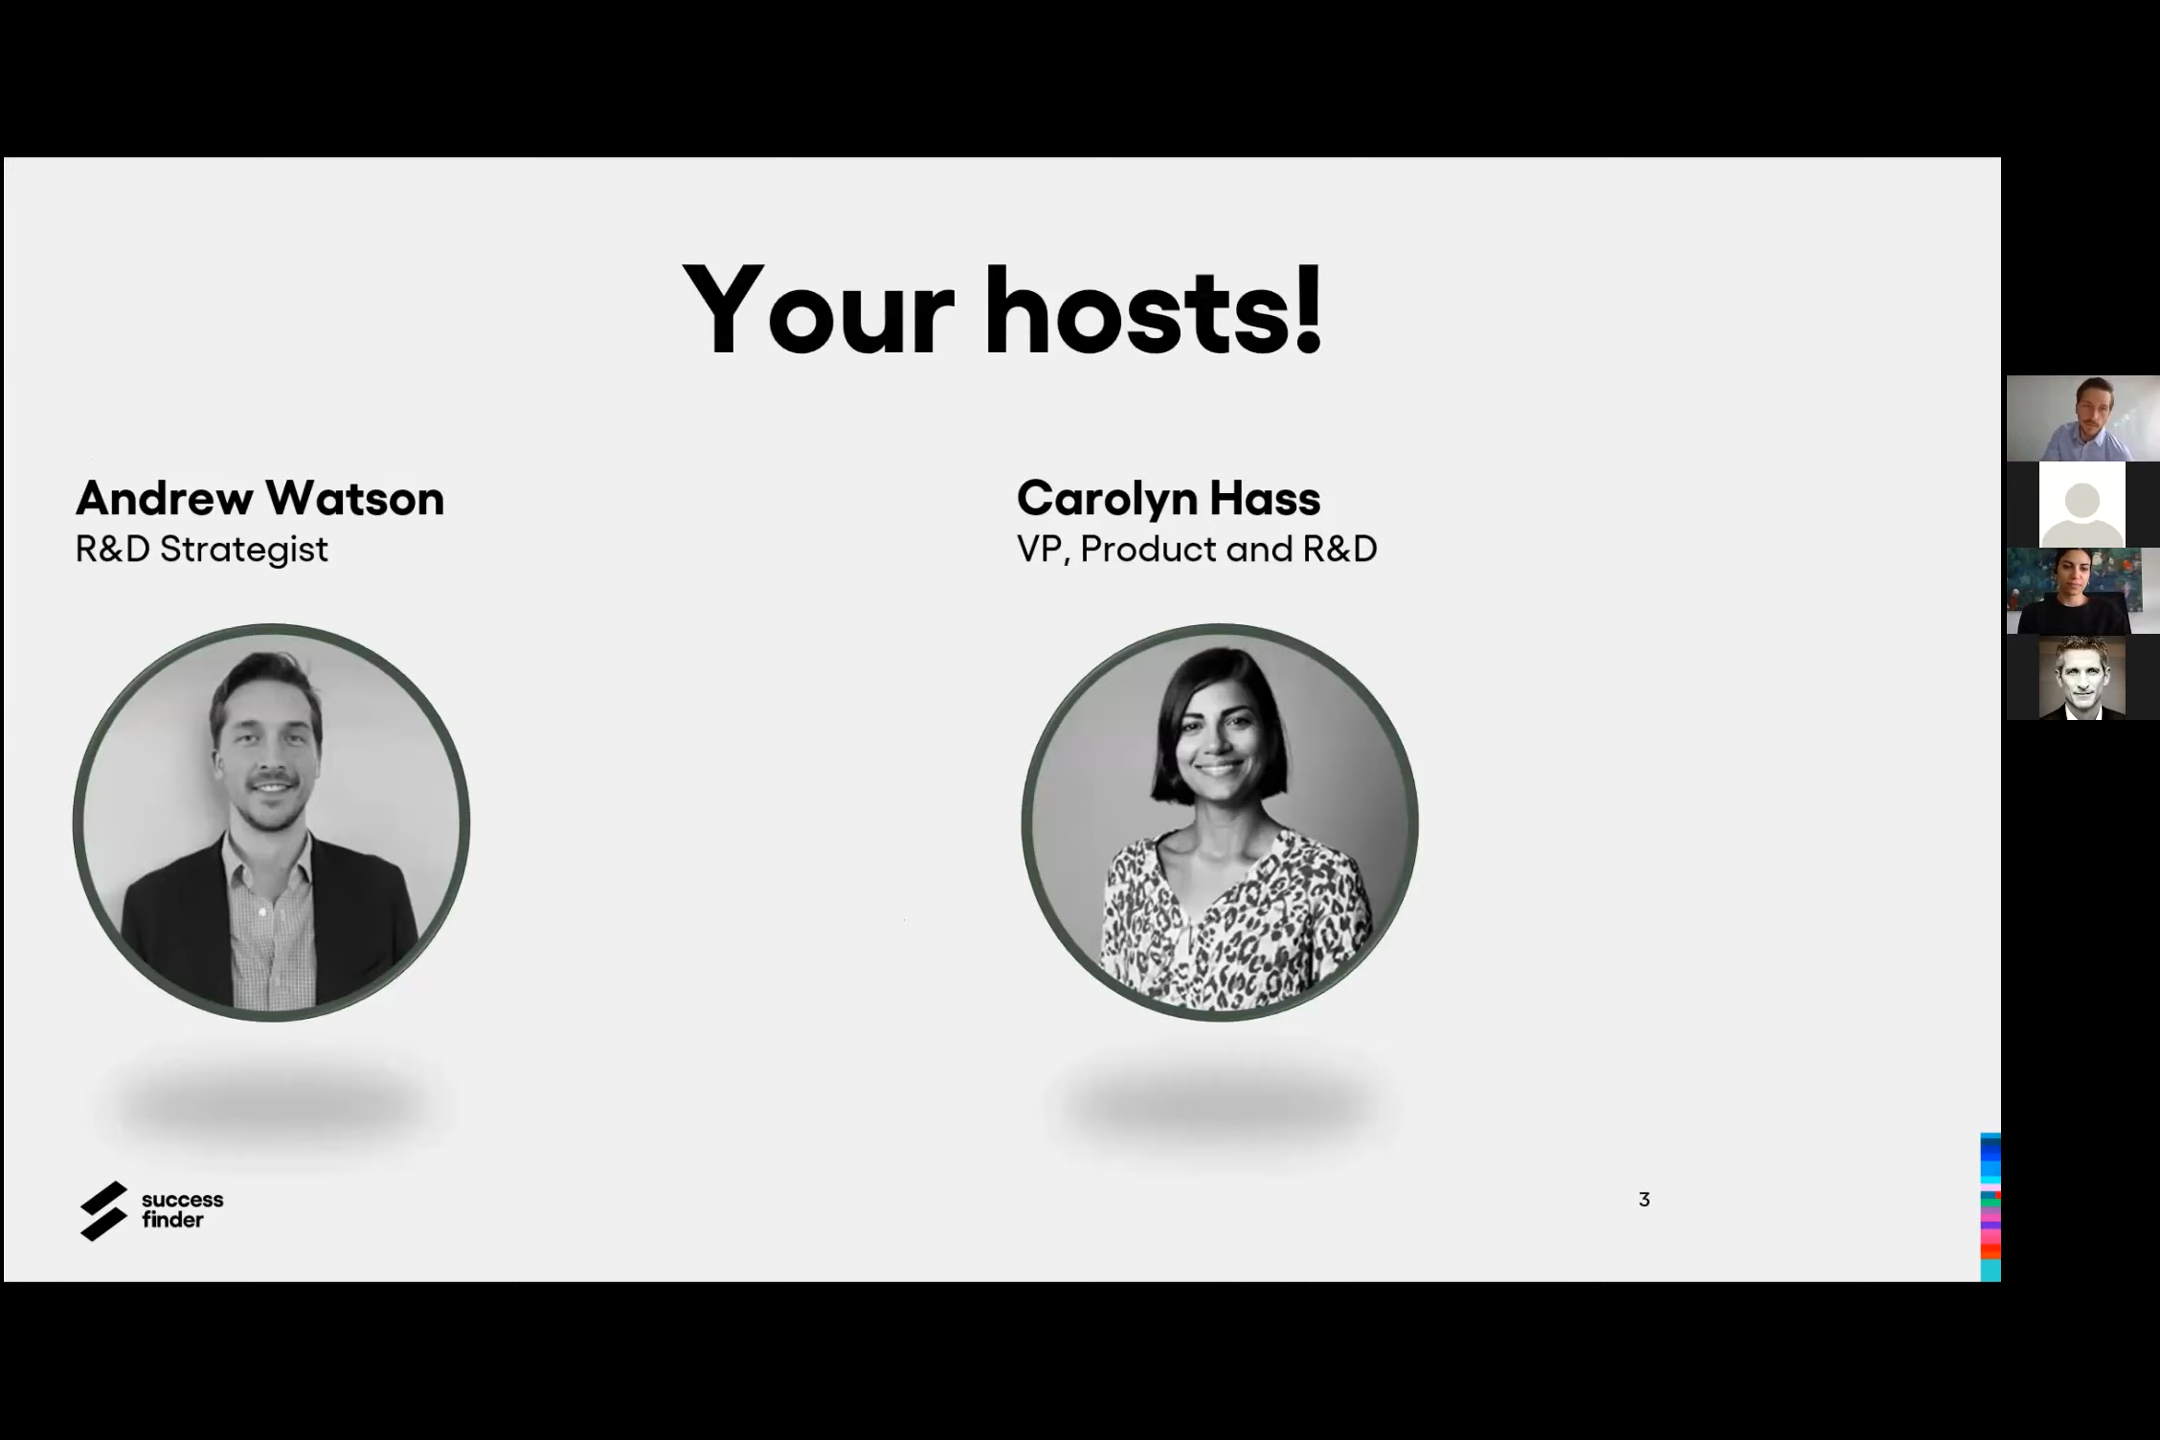 Your hosts!
Andrew Watson
R&D Strategist
Carolyn Hass
VP, Product and R&D
success
finder
3